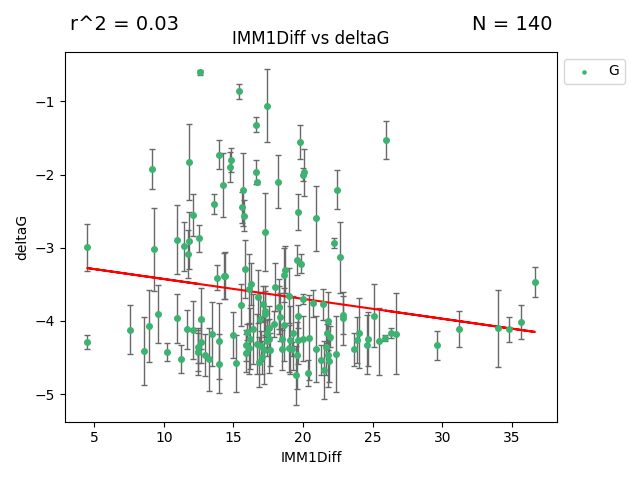 r^2 = 0.03
N = 140
IMM1Diff vs deltaG
G
−1
−2
−3
−4
−5
deltaG
5 10 15 20 25 30 35
IMM1Diff